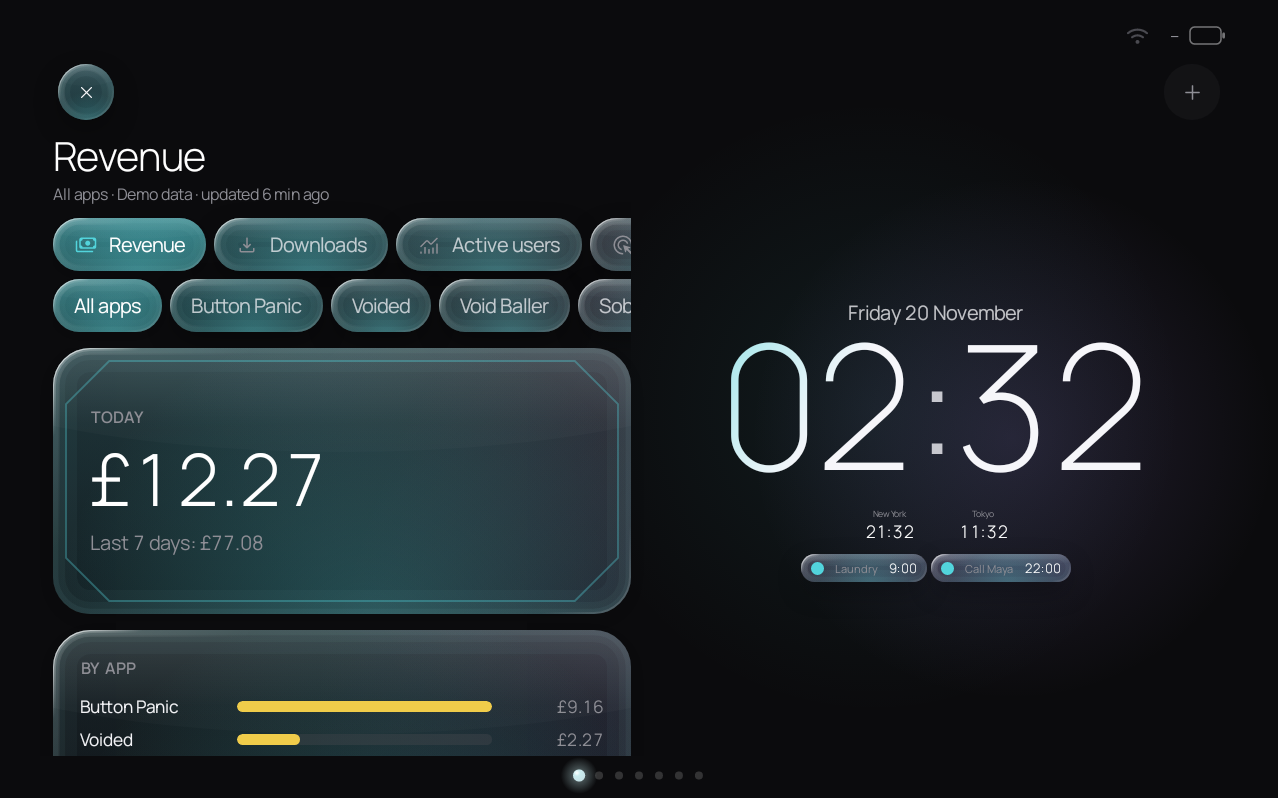 –
Revenue
All apps · Demo data · updated 6 min ago
Revenue Downloads Active users
All apps Button Panic Voided Void Baller Sob
TODAY
£12.27
Last 7 days: £77.08
BY APP
Button Panic £9.16
Voided £2.27
Friday 20 November
02:32
New York Tokyo
21:32 11:32
Laundry 9:00 Call Maya 22:00